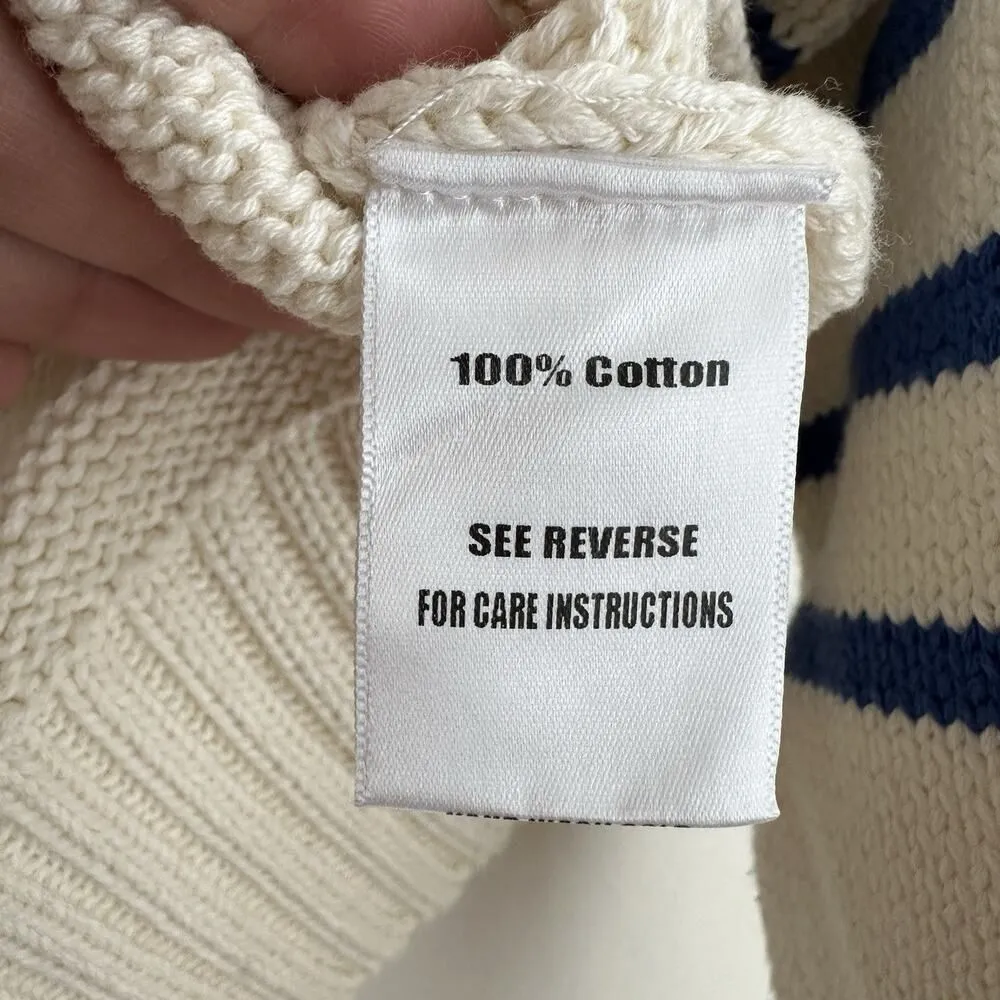 100% Cotton
SEE REVERSE
FOR CARE INSTRUCTIONS